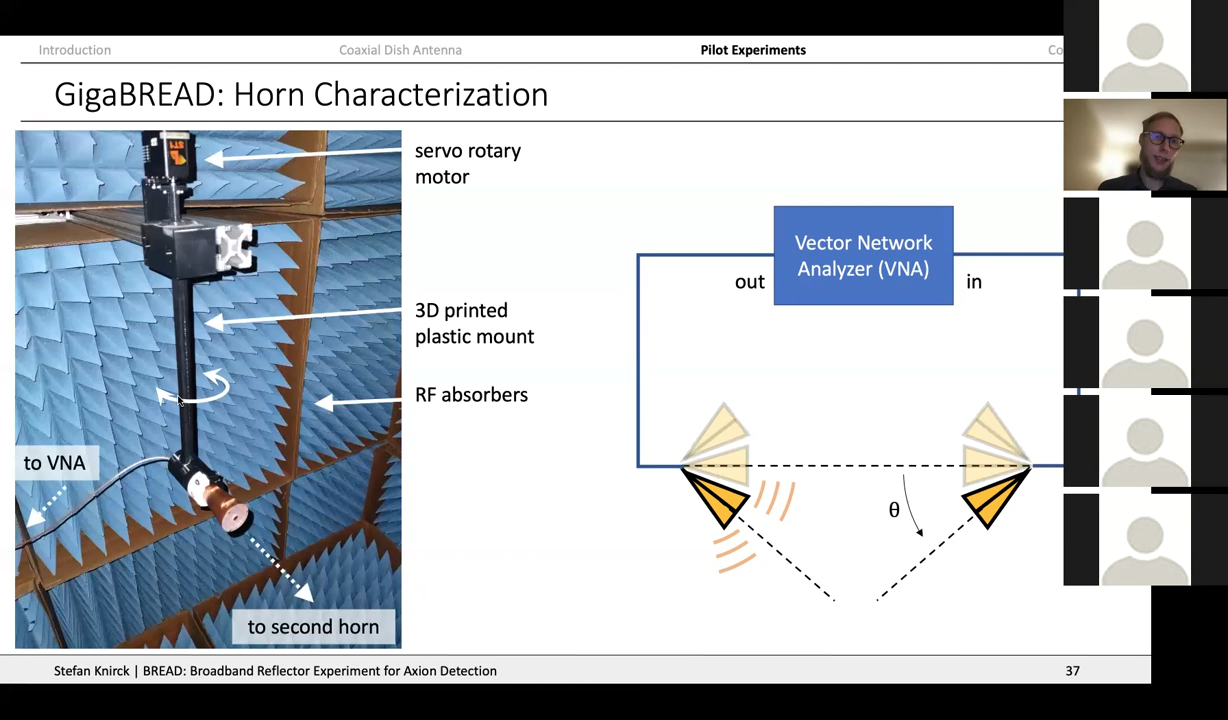 Introduction
Coaxial Dish Antenna
Pilot Experiments
Co
GigaBREAD: Horn Characterization
servo rotary
motor
3D printed
plastic mount
RF absorbers
to VNA
to second horn
Vector Network
Analyzer (VNA)
out
in
θ
Stefan Knirck | BREAD: Broadband Reflector Experiment for Axion Detection
37